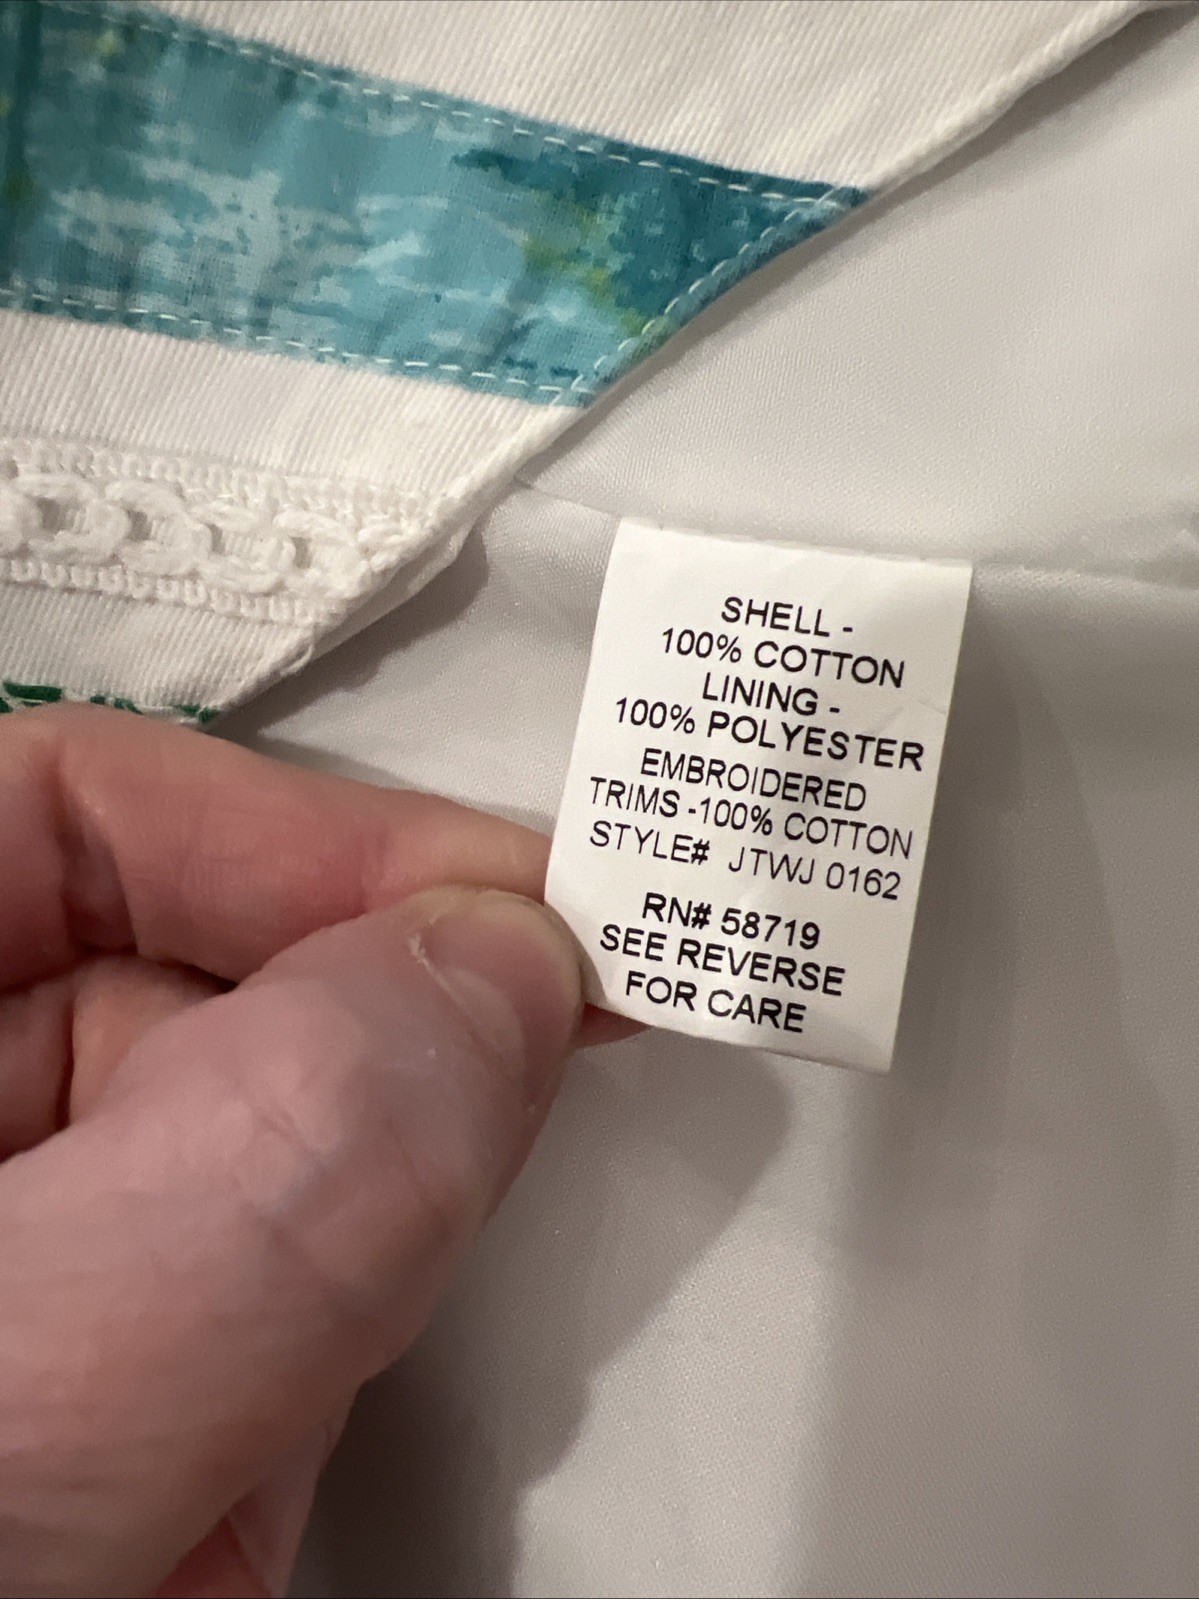 SHELL -
100% COTTON
LINING -
100% POLYESTER
EMBROIDERED
TRIMS -100% COTTON
STYLE# JTWJ 0162
RN# 58719
SEE REVERSE
FOR CARE